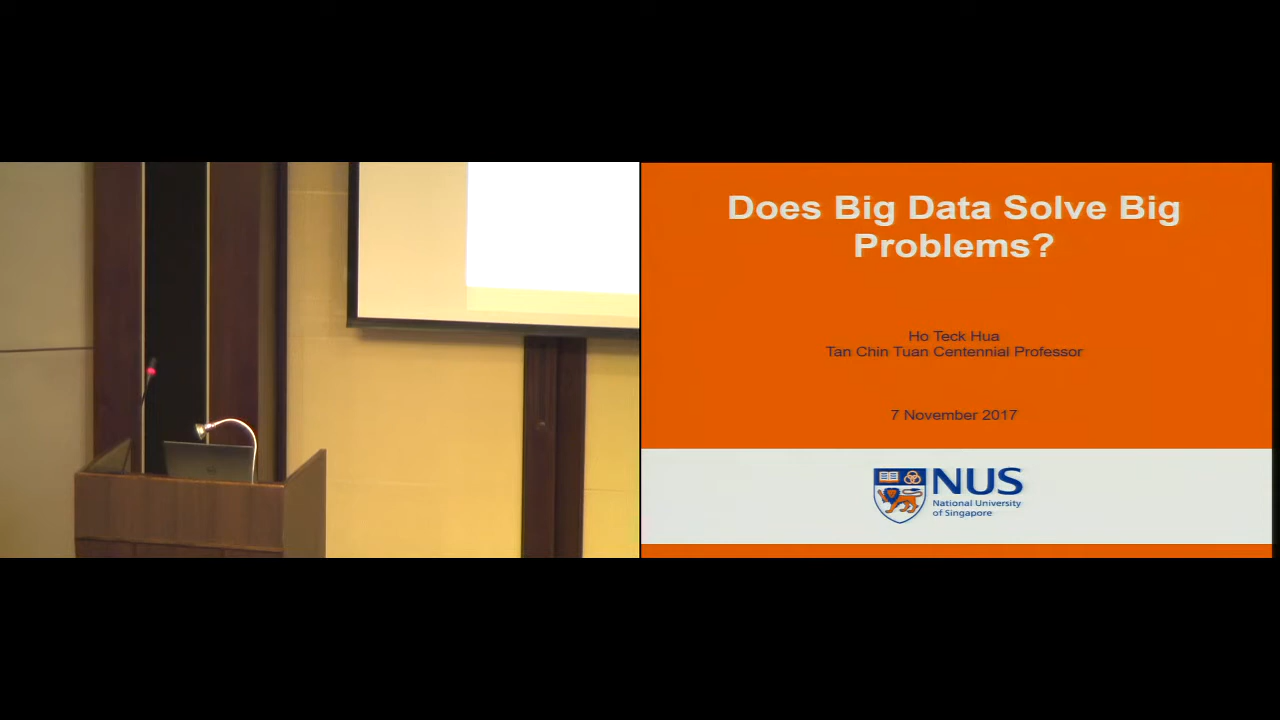 Does Big Data Solve Big
Problems?
Ho Teck Hua
Tan Chin Tuan Centennial Professor
7 November 2017
NUS
National University
of Singapore